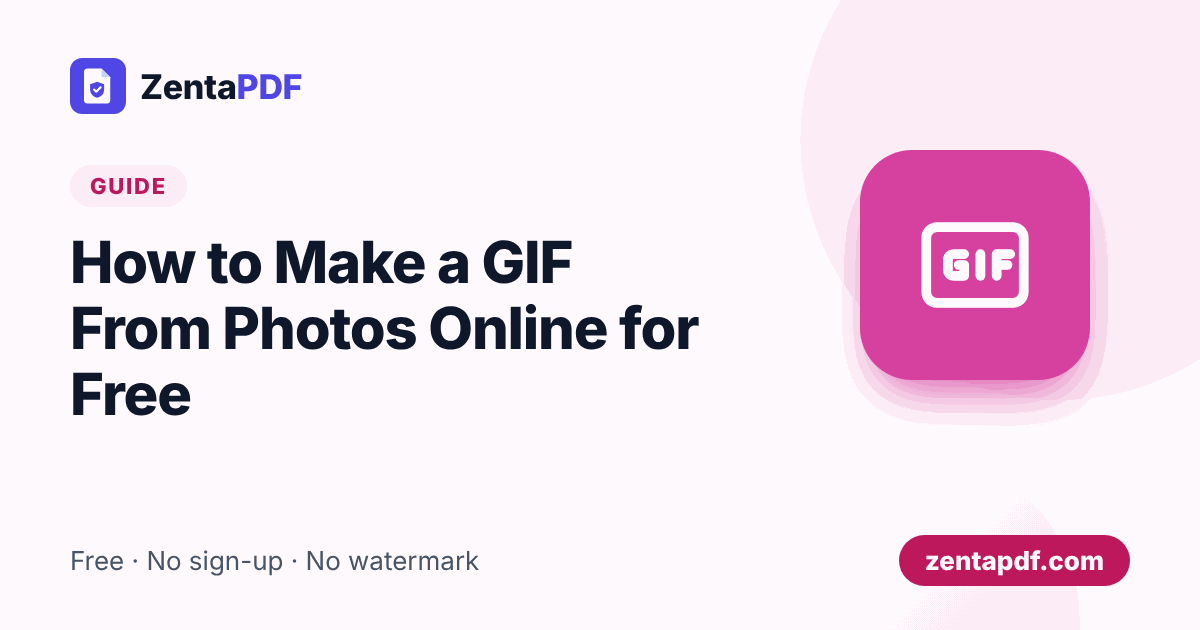 ZentaPDF
GUIDE
How to Make a GIF
From Photos Online for
Free
GIF
Free · No sign-up · No watermark
zentapdf.com